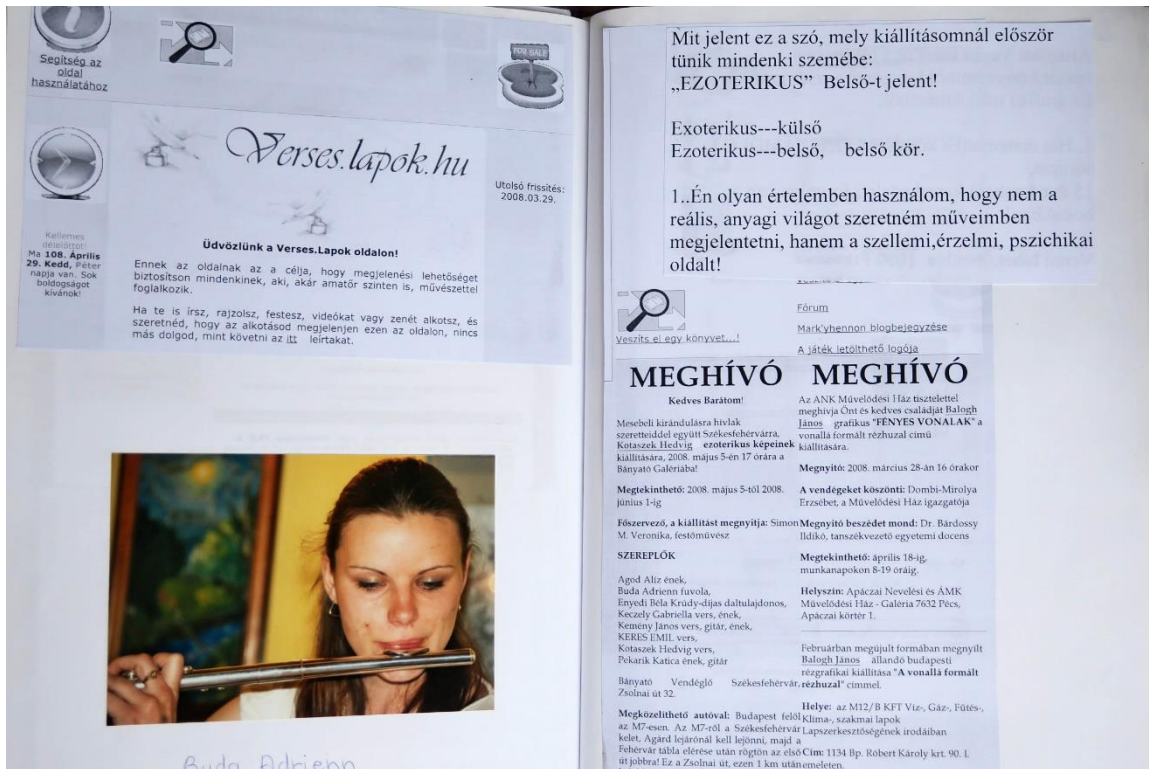 Segítség az
oldal
használatához
FOR SALE
Verses.lapok.hu
Utolsó frissítés:
2008.03.29.
Kellemes
délelőttöt!
Ma 108. Április
29. Kedd, Péter
napja van. Sok
boldogságot
kívánok!
Üdvözlünk a Verses.Lapok oldalon!
Ennek az oldalnak az a célja, hogy megjelenési lehetőséget
biztosítson mindenkinek, aki, akár amatőr szinten is, művészettel
foglalkozik.
Ha te is írsz, rajzolsz, festesz, videókat vagy zenét alkotsz, és
szeretnéd, hogy az alkotásod megjelenjen ezen az oldalon, nincs
más dolgod, mint követni az itt leírtakat.
Buda Adrienn
Mit jelent ez a szó, mely kiállításomnál először
tünik mindenki szemébe:
„EZOTERIKUS” Belső-t jelent!
Exoterikus---külső
Ezoterikus---belső, belső kör.
1..Én olyan értelemben használom, hogy nem a
reális, anyagi világot szeretném műveimben
megjelentetni, hanem a szellemi,érzelmi, pszichikai
oldalt!
Veszíts el egy könyvet...!
Fórum
Mark'yhennon blogbejegyzése
A játék letölthető logója
MEGHÍVÓ
Kedves Barátom!
Mesebeli kirándulásra hívlak
szeretteiddel együtt Székesfehérvárra,
Kotaszek Hedvig ezoterikus képeinek
kiállítására, 2008. május 5-én 17 órára a
Bányató Galériába!
Megtekinthető: 2008. május 5-től 2008.
június 1-ig
Főszervező, a kiállítást megnyitja: Simon
M. Veronika, festőművész
SZEREPLŐK
Agod Alíz ének,
Buda Adrienn fuvola,
Enyedi Béla Krúdy-díjas daltulajdonos,
Keczely Gabriella vers, ének,
Kemény János vers, gitár, ének,
KERES EMIL vers,
Kotaszek Hedvig vers,
Pekarik Katica ének, gitár
Bányató Vendéglő Székesfehérvár,
Zsolnai út 32.
Megközelíthető autóval: Budapest felől
az M7-esen. Az M7-ről a Székesfehérvár
kelet, Agárd lejárónál kell lejönni, majd a
Fehérvár tábla elérése után rögtön az első
út jobbra! Ez a Zsolnai út, ezen 1 km után
MEGHÍVÓ
Az ANK Művelődési Ház tisztelettel
meghívja Önt és kedves családját Balogh
János grafikus "FÉNYES VONALAK" a
vonallá formált rézhuzal című
kiállítására.
Megnyitó: 2008. március 28-án 16 órakor
A vendégeket köszönti: Dombi-Mirolya
Erzsébet, a Művelődési Ház igazgatója
Megnyitó beszédet mond: Dr. Bárdossy
Ildikó, tanszékvezető egyetemi docens
Megtekinthető: április 18-ig,
munkanapokon 8-19 óráig.
Helyszín: Apáczai Nevelési és ÁMK
Művelődési Ház - Galéria 7632 Pécs,
Apáczai körtér 1.
Februárban megújult formában megnyílt
Balogh János állandó budapesti
rézgrafikai kiállítása "A vonallá formált
rézhuzal" címmel.
Helye: az M12/B KFT Víz-, Gáz-, Fűtés-,
Klíma-, szakmai lapok
Lapszerkesztőségének irodáiban
Cím: 1134 Bp. Róbert Károly krt. 90. I.
emeleten.